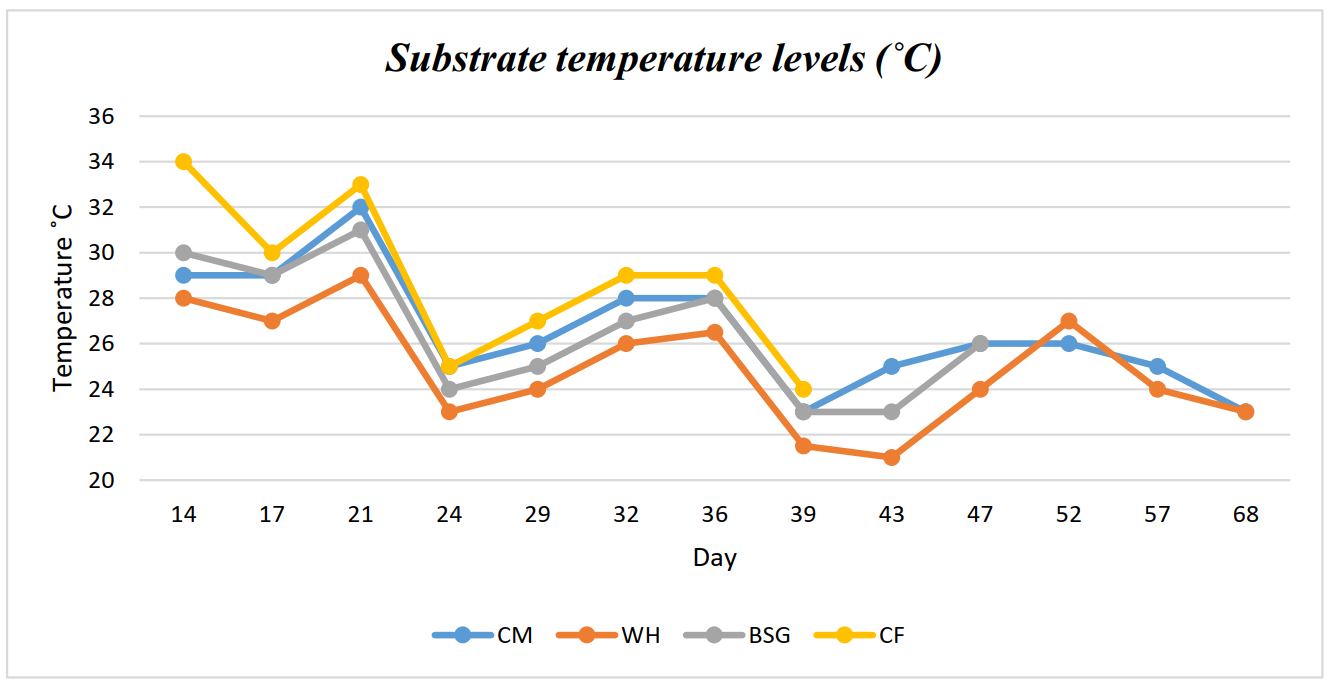 Substrate temperature levels (˚C)
36
34
32
30
28
26
24
22
20
Temperature ˚C
14 17 21 24 29 32 36 39 43 47 52 57 68
Day
CM WH BSG CF